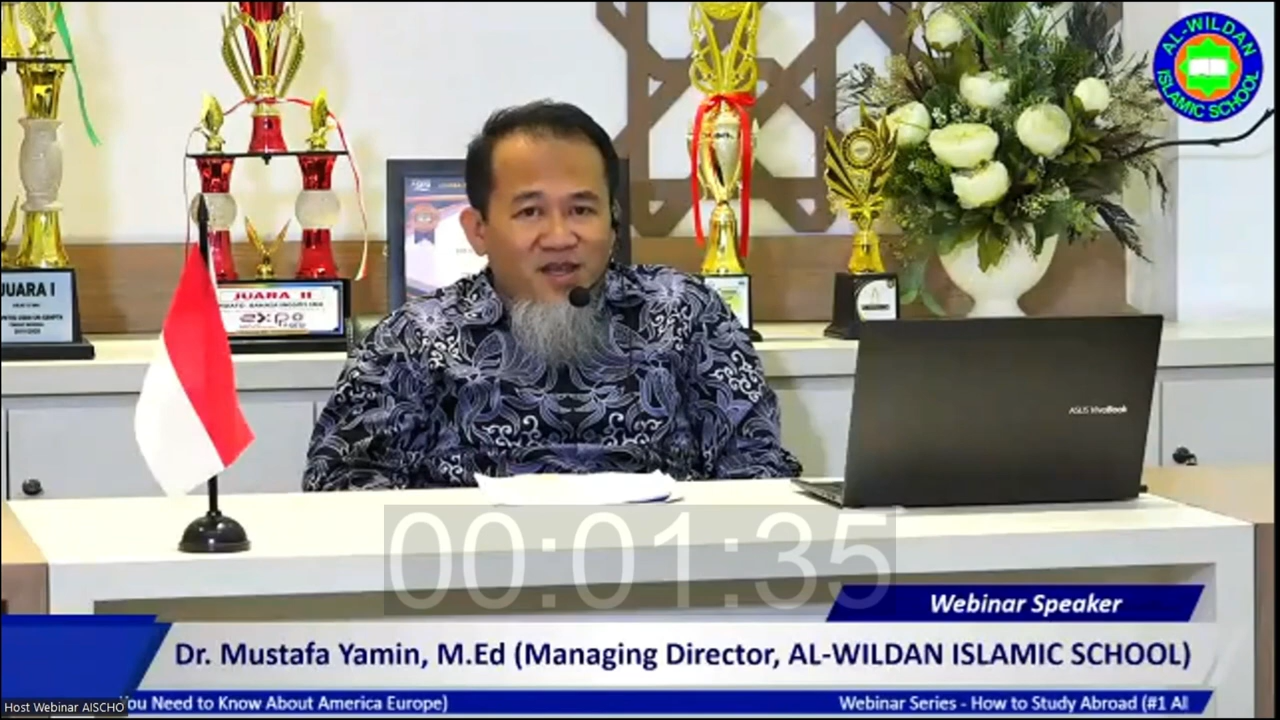 AL-WILDAN
ISLAMIC SCHOOL
JUARA I
JUARA II
ASUS VivoBook
00:01:35
Webinar Speaker
Dr. Mustafa Yamin, M.Ed (Managing Director, AL-WILDAN ISLAMIC SCHOOL)
Host Webinar AISCHO
You Need to Know About America Europe)
Webinar Series - How to Study Abroad (#1 Al